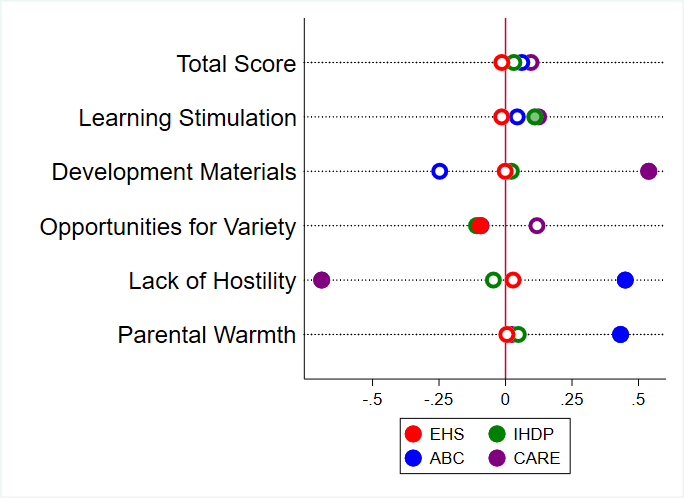 Total Score
Learning Stimulation
Development Materials
Opportunities for Variety
Lack of Hostility
Parental Warmth
-.5 -.25 0 .25 .5
EHS IHDP
ABC CARE